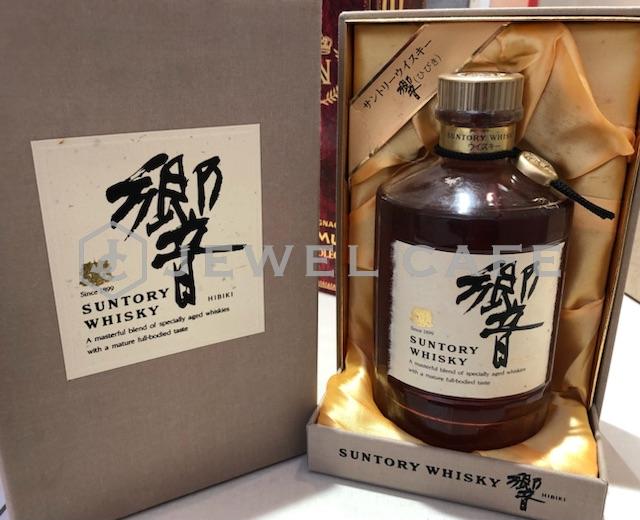 響
Since 1899
SUNTORY
WHISKY
HIBIKI
A masterful blend of specially aged whiskies
with a mature full-bodied taste
サントリーウイスキー
響(ひびき)
SUNTORY WHISKY
ウイスキー
響
Since 1899
SUNTORY
WHISKY
A masterful blend of specially aged whiskies
with a mature full-bodied taste
SUNTORY WHISKY 響 HIBIKI
JEWEL CAFE